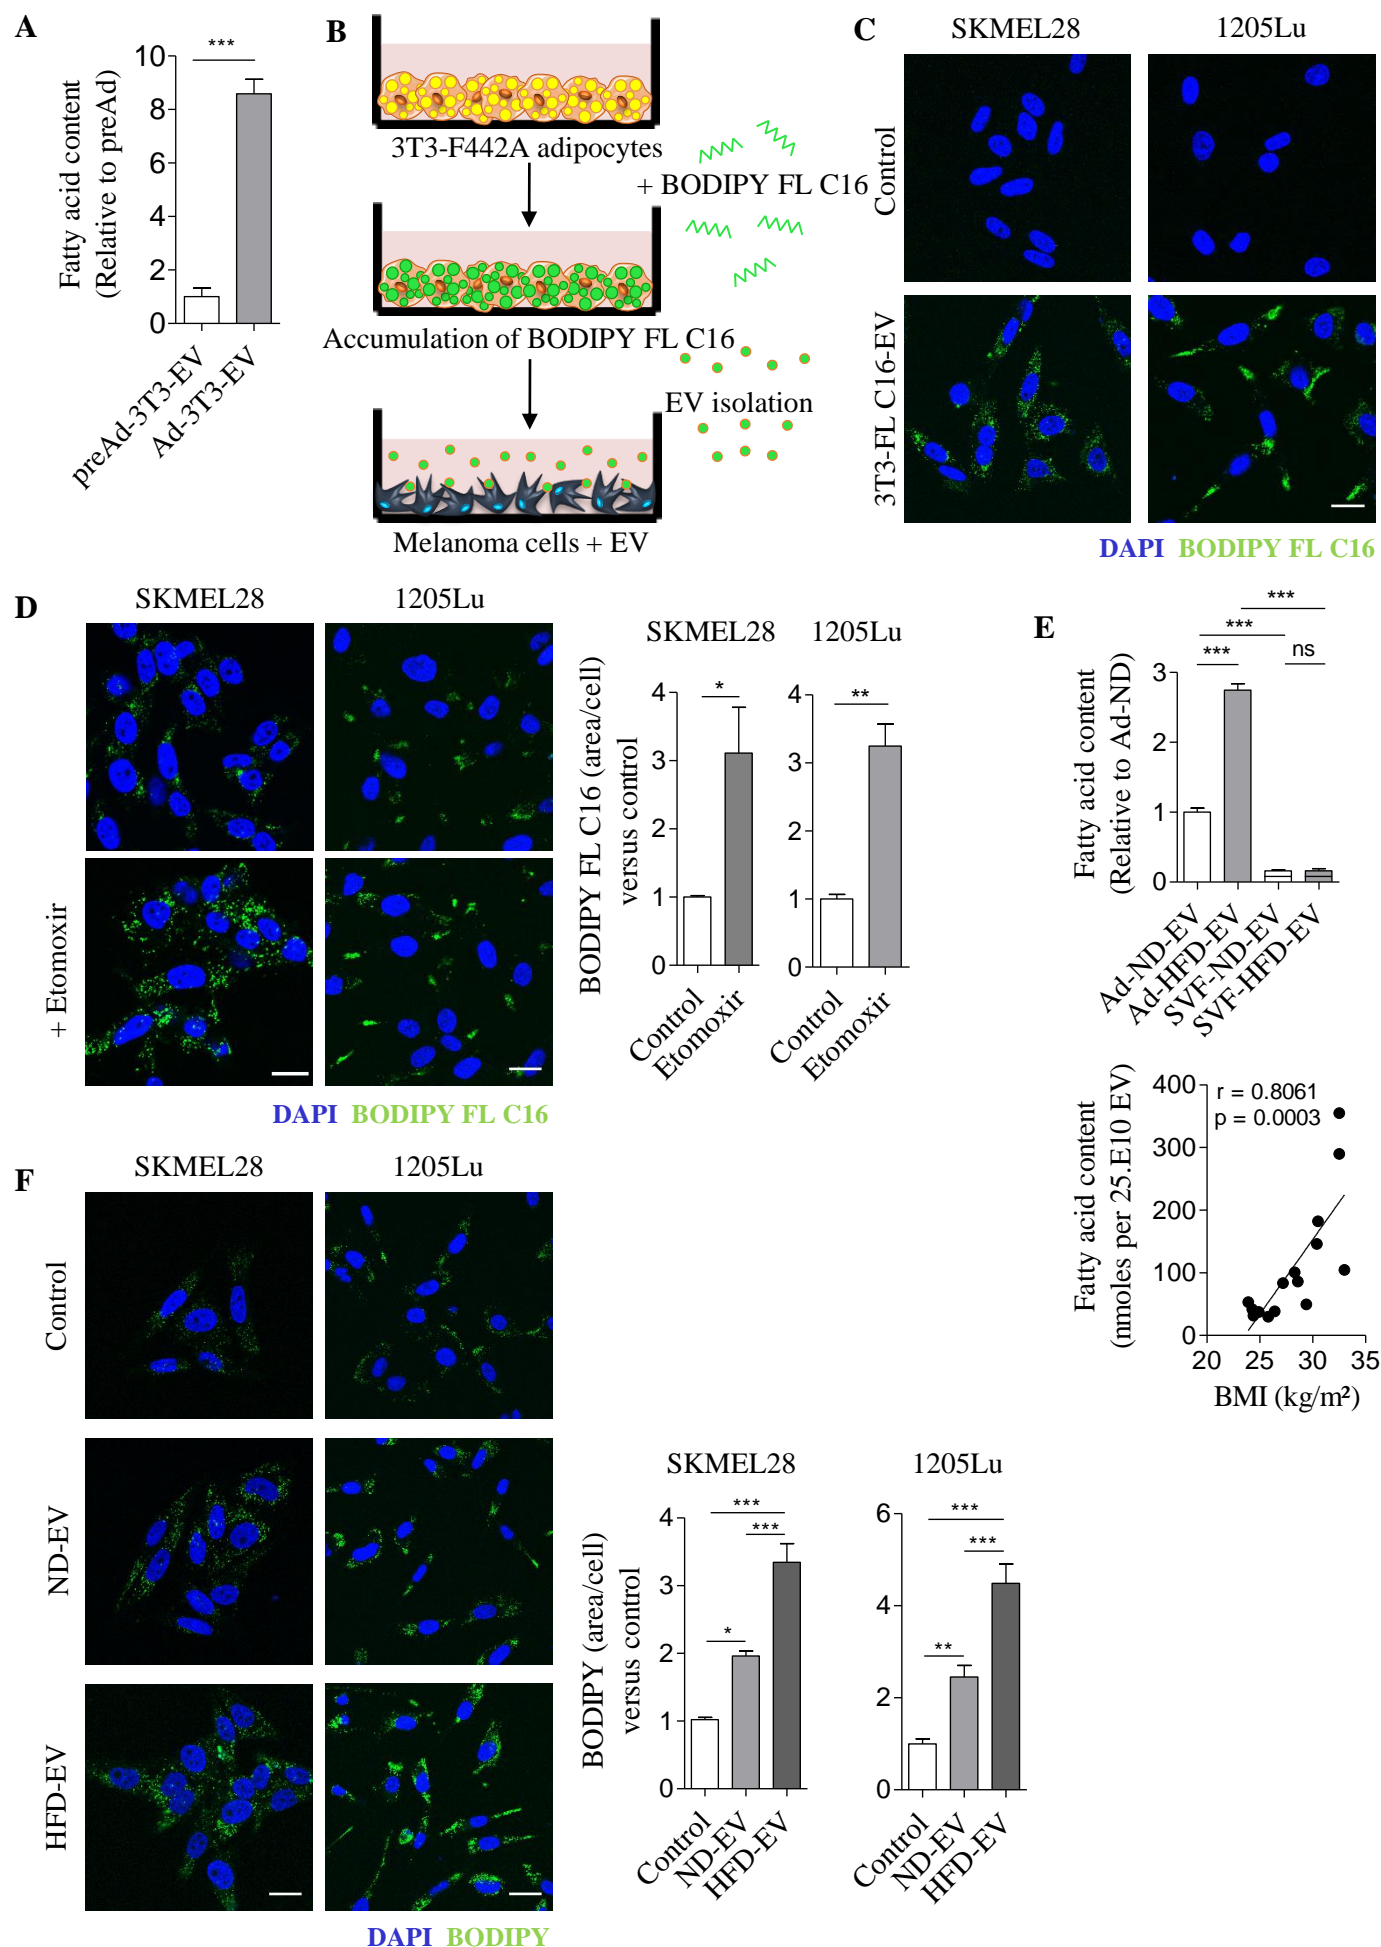 A
***
Fatty acid content
(Relative to preAd)
10
8
6
4
2
0
preAd-3T3-EV
Ad-3T3-EV
B
3T3-F442A adipocytes
+ BODIPY FL C16
Accumulation of BODIPY FL C16
EV isolation
Melanoma cells + EV
C
SKMEL28
1205Lu
Control
3T3-FL C16-EV
DAPI BODIPY FL C16
D
SKMEL28
1205Lu
+ Etomoxir
DAPI BODIPY FL C16
BODIPY FL C16 (area/cell)
versus control
SKMEL28
*
4
3
2
1
0
Control
Etomoxir
1205Lu
**
4
3
2
1
0
Control
Etomoxir
E
***
***
***
ns
Fatty acid content
(Relative to Ad-ND)
3
2
1
0
Ad-ND-EV
Ad-HFD-EV
SVF-ND-EV
SVF-HFD-EV
Fatty acid content
(nmoles per 25.E10 EV)
400
300
200
100
0
r = 0.8061
p = 0.0003
20
25
30
35
BMI (kg/m²)
F
SKMEL28
1205Lu
Control
ND-EV
HFD-EV
DAPI BODIPY
BODIPY (area/cell)
versus control
SKMEL28
***
***
*
4
3
2
1
0
Control
ND-EV
HFD-EV
1205Lu
***
***
**
6
4
2
0
Control
ND-EV
HFD-EV